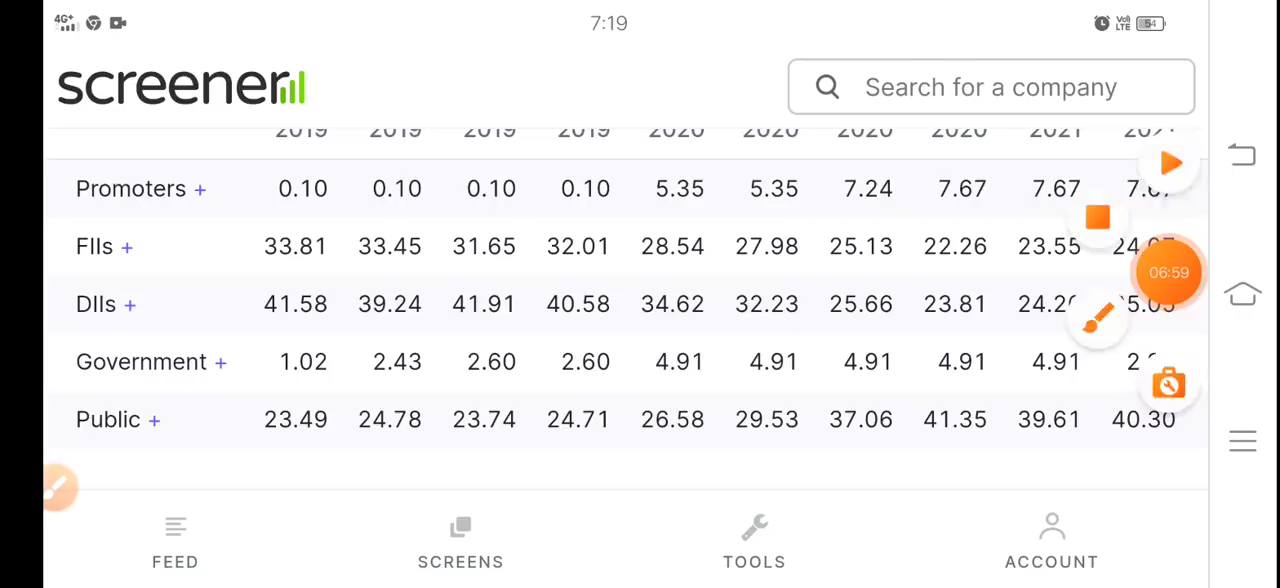 4G+ 7:19 Vo) LTE 54
screener Search for a company
2019 2019 2019 2019 2020 2020 2020 2020 2021
Promoters + 0.10 0.10 0.10 0.10 5.35 5.35 7.24 7.67 7.67
FIIs + 33.81 33.45 31.65 32.01 28.54 27.98 25.13 22.26 23.55
06:59
DIIs + 41.58 39.24 41.91 40.58 34.62 32.23 25.66 23.81
Government + 1.02 2.43 2.60 2.60 4.91 4.91 4.91 4.91 4.91
Public + 23.49 24.78 23.74 24.71 26.58 29.53 37.06 41.35 39.61 40.30
FEED SCREENS TOOLS ACCOUNT